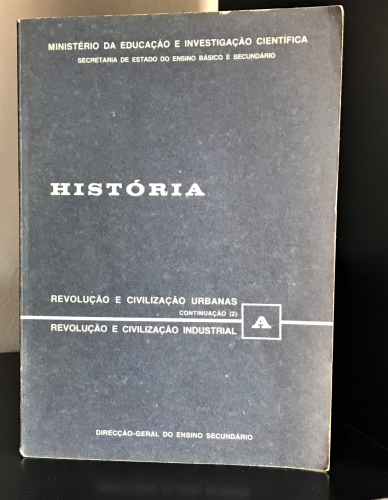 MINISTÉRIO DA EDUCAÇÃO E INVESTIGAÇÃO CIENTÍFICA
SECRETARIA DE ESTADO DO ENSINO BÁSICO E SECUNDÁRIO
HISTÓRIA
REVOLUÇÃO E CIVILIZAÇÃO URBANAS
CONTINUAÇÃO (2)
A
REVOLUÇÃO E CIVILIZAÇÃO INDUSTRIAL
DIRECÇÃO-GERAL DO ENSINO SECUNDÁRIO